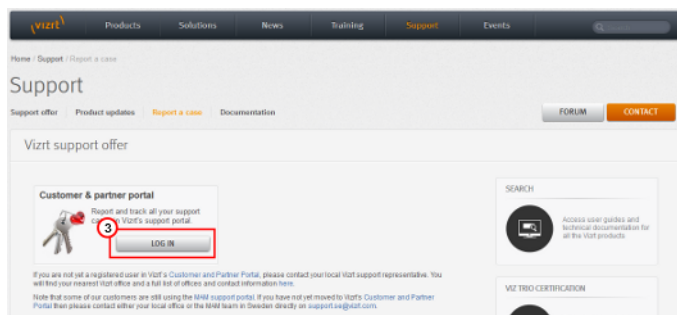 vizrt Products Solutions News Training Support Events
Home / Support / Report a case
Support
Support offer Product updates Report a case Documentation FORUM CONTACT
Vizrt support offer
Customer & partner portal
Report and track all your support
in Vizrt's support portal.
3
LOG IN
If you are not yet a registered user in Vizrt's Customer and Partner Portal, please contact your local Vizrt support representative. You
will find your nearest Vizrt office and a full list of offices and contact information here.
Note that some of our customers are still using the MAM support portal. If you have not yet moved to Vizrt's Customer and Partner
Portal then please contact either your local office or the MAM team in Sweden directly on support.se@vizrt.com.
SEARCH
Access user guides and
technical documentation for
all the Vizrt products.
VIZ TRIO CERTIFICATION